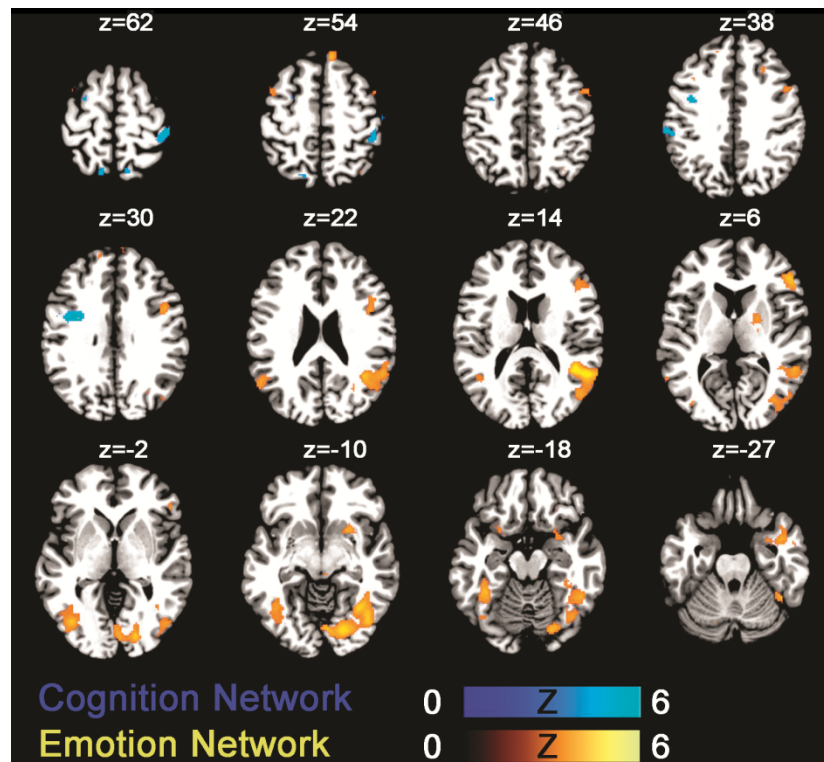 z=62 z=54 z=46 z=38
z=30 z=22 z=14 z=6
z=-2 z=-10 z=-18 z=-27
Cognition Network 0 Z 6
Emotion Network 0 Z 6